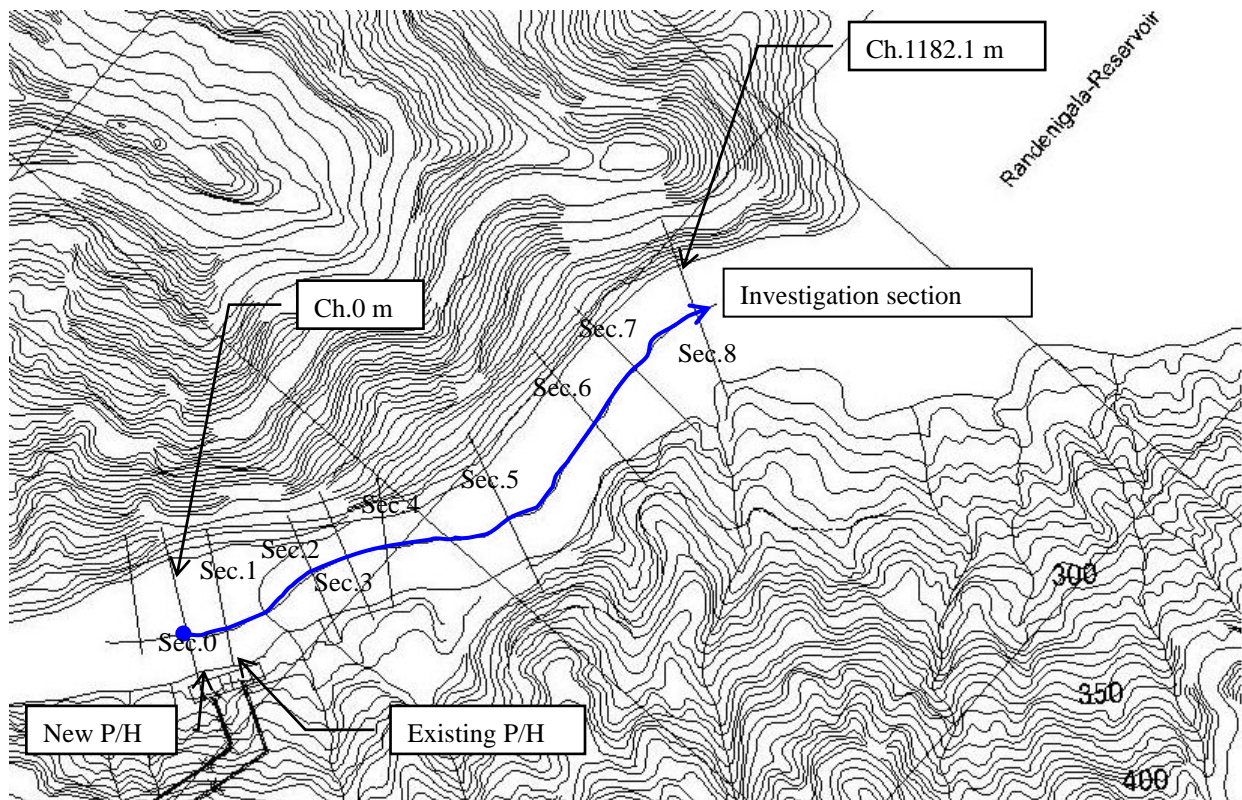 Ch.1182.1 m
Randenigala-Reservoir
Investigation section
Ch.0 m
Sec.7
Sec.8
Sec.6
Sec.5
Sec.4
Sec.2
Sec.1
Sec.3
Sec.0
300
350
400
New P/H
Existing P/H